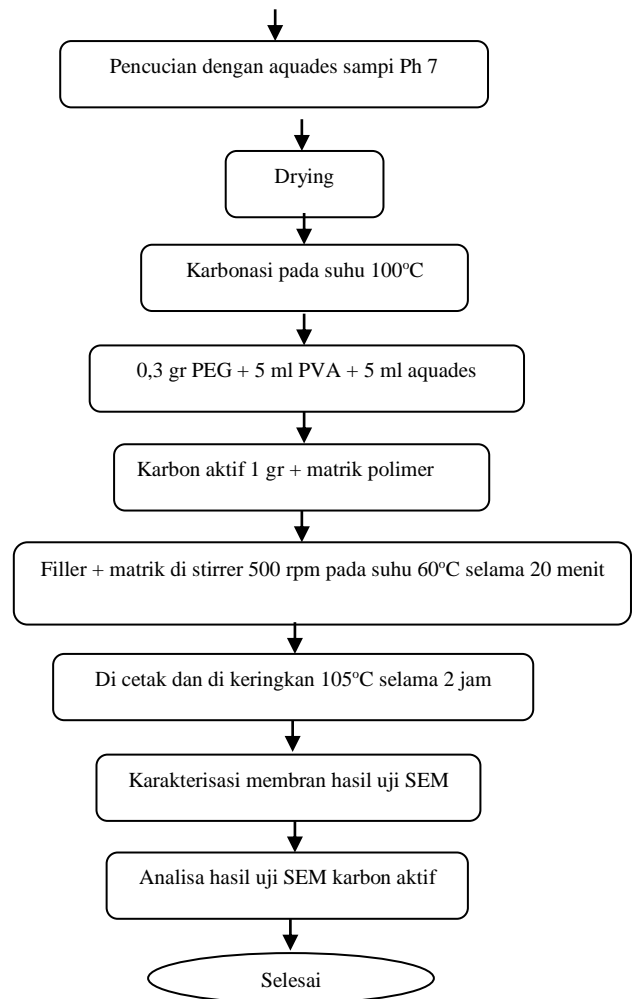 Pencucian dengan aquades sampi Ph 7
Drying
Karbonasi pada suhu 100°C
0,3 gr PEG + 5 ml PVA + 5 ml aquades
Karbon aktif 1 gr + matrik polimer
Filler + matrik di stirrer 500 rpm pada suhu 60°C selama 20 menit
Di cetak dan di keringkan 105°C selama 2 jam
Karakterisasi membran hasil uji SEM
Analisa hasil uji SEM karbon aktif
Selesai